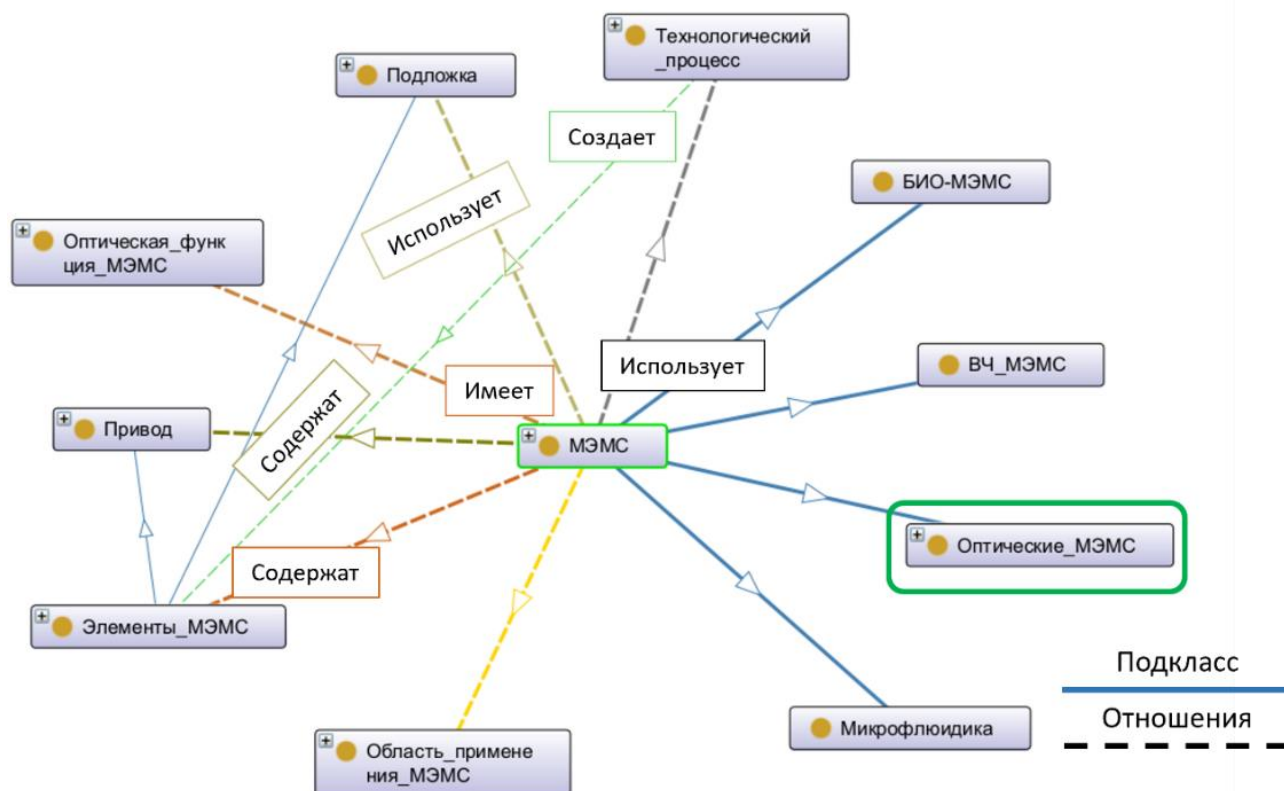 Технологический
_процесс
Подложка
Создает
БИО-МЭМС
Использует
Оптическая_функ
ция_МЭМС
Использует
ВЧ_МЭМС
Имеет
Привод
Содержат
МЭМС
Оптические_МЭМС
Содержат
Элементы_МЭМС
Подкласс
Отношения
Микрофлюидика
Область_примене
ния_МЭМС